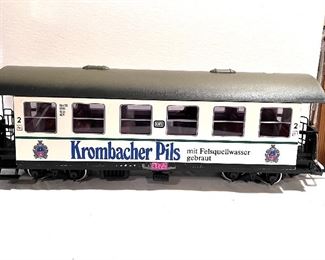 2
2
Krombacher Pils
mit Felsquellwasser
gebraut